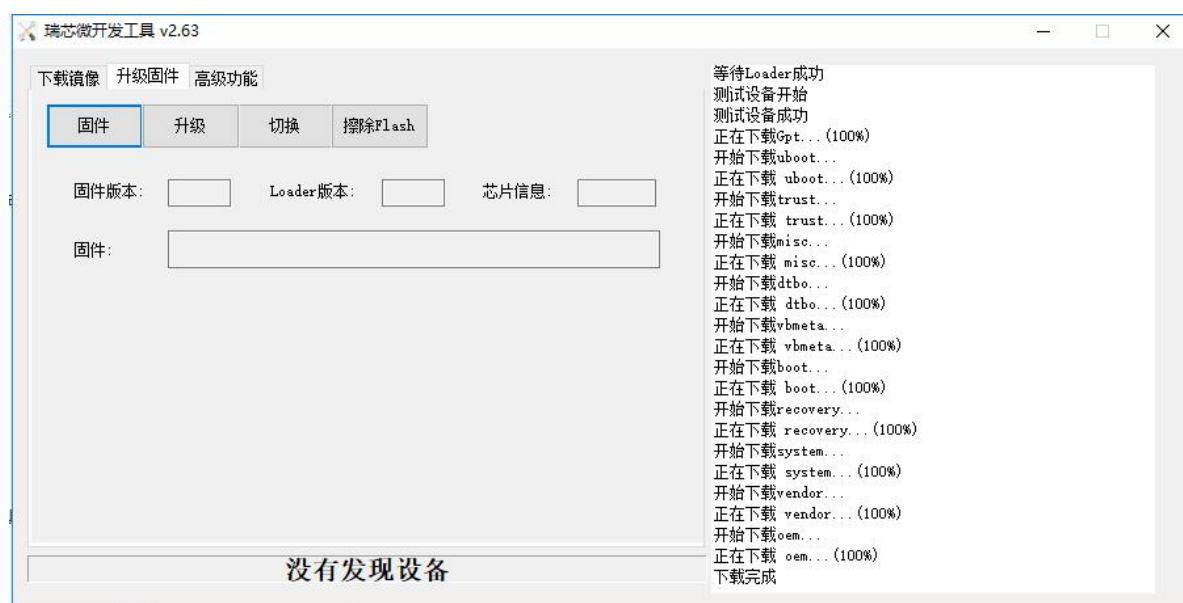 瑞芯微开发工具 v2.63
下载镜像 升级固件 高级功能
固件 升级 切换 擦除Flash
固件版本: Loader版本: 芯片信息:
固件:
没有发现设备
等待Loader成功
测试设备开始
测试设备成功
正在下载Gpt...(100%)
开始下载uboot...
正在下载 uboot...(100%)
开始下载trust...
正在下载 trust...(100%)
开始下载misc...
正在下载 misc...(100%)
开始下载dtbo...
正在下载 dtbo...(100%)
开始下载vbmeta...
正在下载 vbmeta...(100%)
开始下载boot...
正在下载 boot...(100%)
开始下载recovery...
正在下载 recovery...(100%)
开始下载system...
正在下载 system...(100%)
开始下载vendor...
正在下载 vendor...(100%)
开始下载oem...
正在下载 oem...(100%)
下载完成